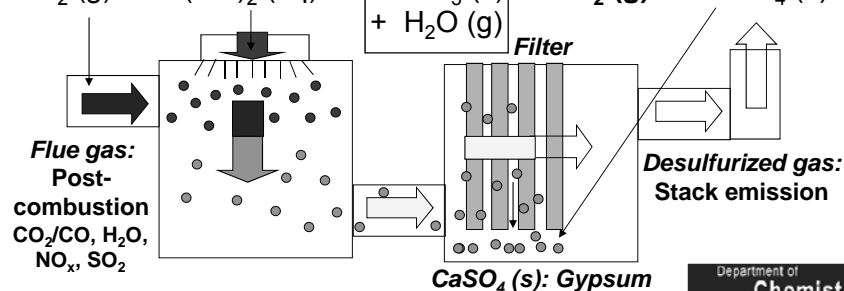 + H₂O (g)
Filter
Flue gas:
Post-
combustion
CO₂/CO, H₂O,
NOₓ, SO₂
Desulfurized gas:
Stack emission
CaSO₄ (s): Gypsum
Department of